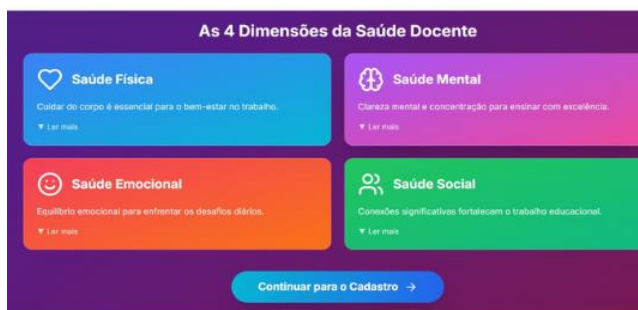 As 4 Dimensões da Saúde Docente
Saúde Física
Cuidar do corpo é essencial para o bem-estar no trabalho.
▼ Ler mais
Saúde Mental
Clareza mental e concentração para ensinar com excelência.
▼ Ler mais
Saúde Emocional
Equilíbrio emocional para enfrentar os desafios diários.
▼ Ler mais
Saúde Social
Conexões significativas fortalecem o trabalho educacional.
▼ Ler mais
Continuar para o Cadastro →